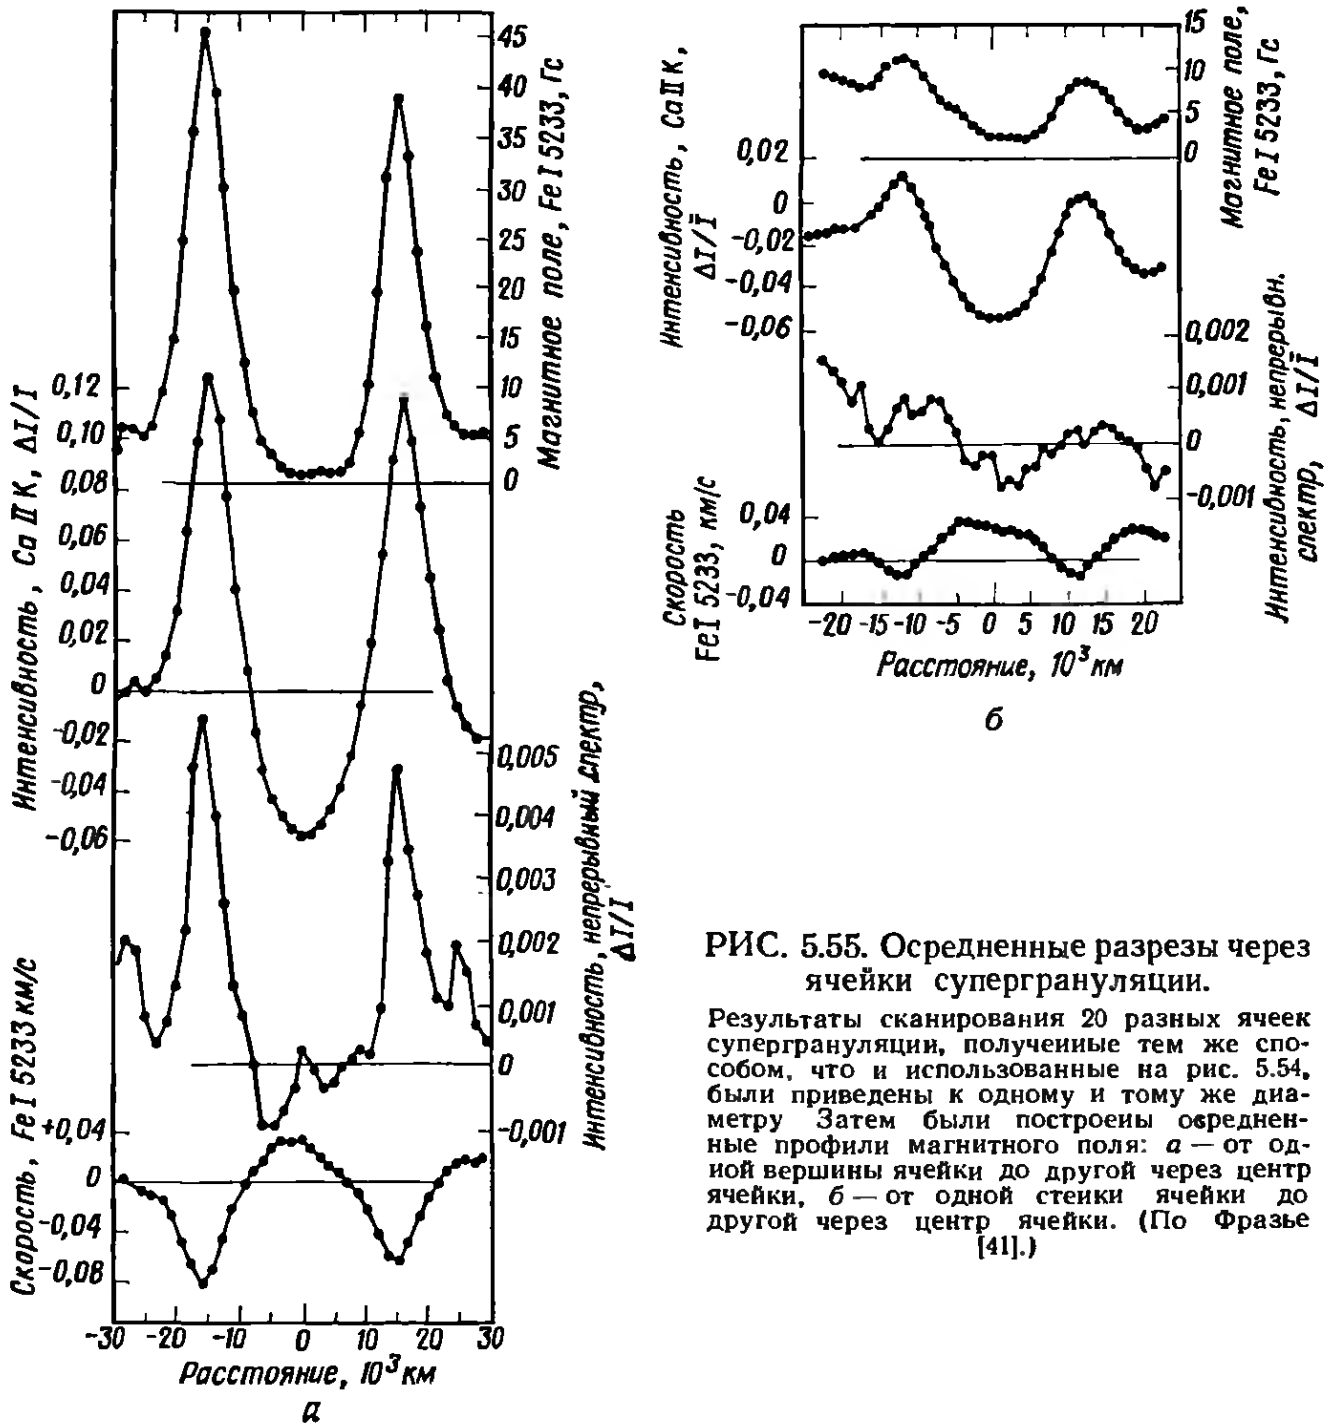 45
40
35
30
25
20
15
10
5
0
Магнитное поле, FeI 5233, Гс
0,12
0,10
0,08
0,06
0,04
0,02
0
-0,02
-0,04
-0,06
Интенсивность, Ca II K, ΔI/I
0,005
0,004
0,003
0,002
0,001
0
-0,001
Интенсивность, непрерывный спектр,
ΔI/I
+0,04
0
-0,04
-0,08
Скорость, FeI 5233 км/с
-30 -20 -10 0 10 20 30
Расстояние, 10³ км
а
15
10
5
0
Магнитное поле,
FeI 5233, Гс
0,02
0
-0,02
-0,04
-0,06
Интенсивность, CaII K,
ΔI/Ī
0,002
0,001
0
-0,001
Интенсивность, непрерывн.
спектр, ΔI/Ī
0,04
0
-0,04
Скорость
FeI 5233, км/с
-20 -15 -10 -5 0 5 10 15 20
Расстояние, 10³ км
б
РИС. 5.55. Осредненные разрезы через
ячейки супергрануляции.
Результаты сканирования 20 разных ячеек
супергрануляции, полученные тем же спо-
собом, что и использованные на рис. 5.54,
были приведены к одному и тому же диа-
метру Затем были построены осреднен-
ные профили магнитного поля: а — от од-
ной вершины ячейки до другой через центр
ячейки, б — от одной стенки ячейки до
другой через центр ячейки. (По Фразье
[41].)